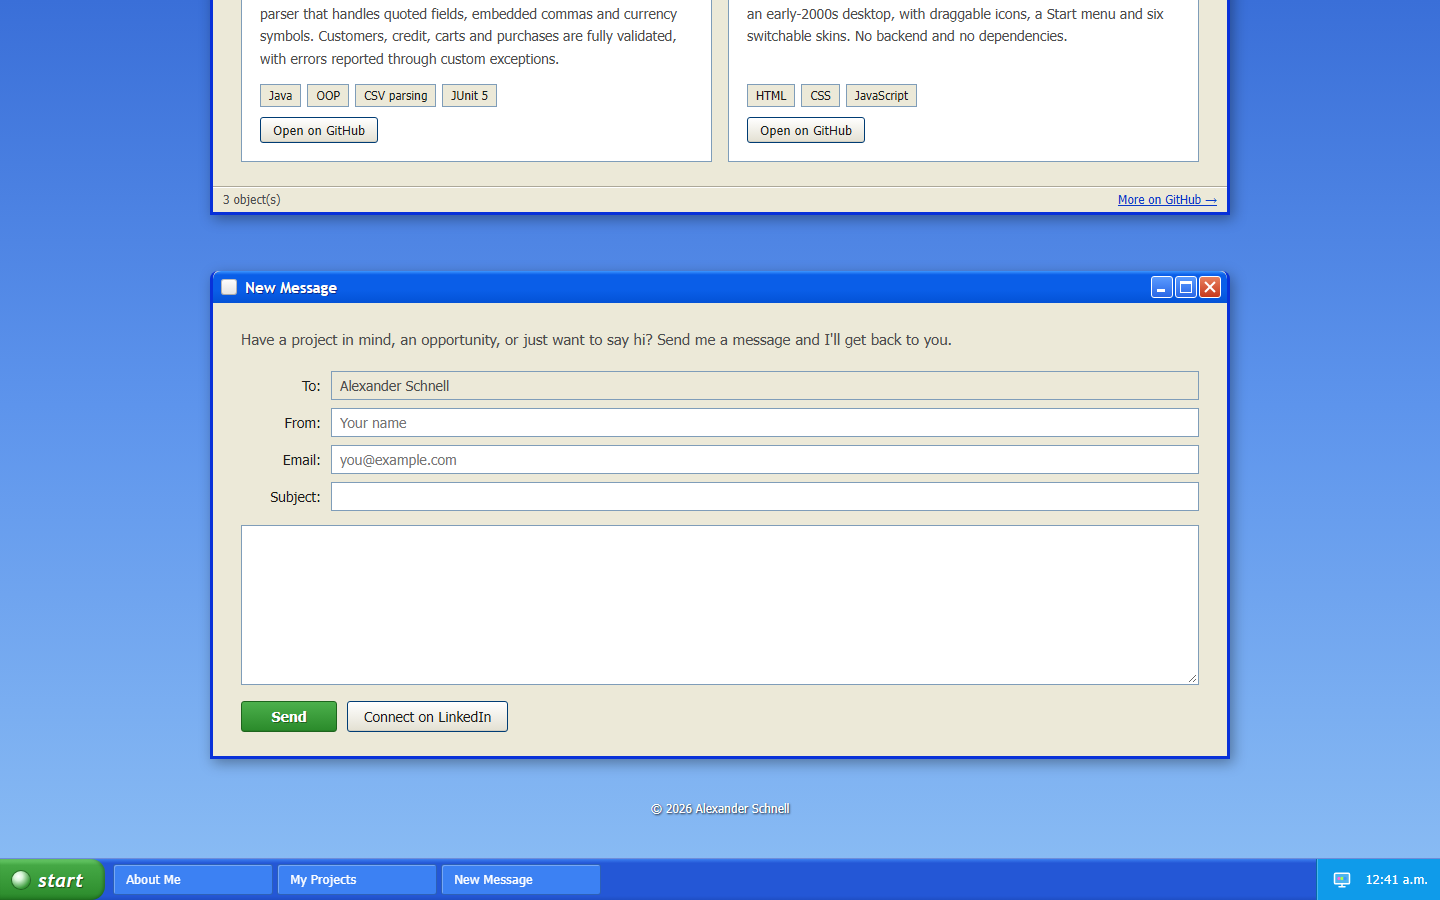 parser that handles quoted fields, embedded commas and currency
symbols. Customers, credit, carts and purchases are fully validated,
with errors reported through custom exceptions.
Java OOP CSV parsing JUnit 5
Open on GitHub
an early-2000s desktop, with draggable icons, a Start menu and six
switchable skins. No backend and no dependencies.
HTML CSS JavaScript
Open on GitHub
3 object(s)
More on GitHub →
New Message
Have a project in mind, an opportunity, or just want to say hi? Send me a message and I'll get back to you.
To: Alexander Schnell
From: Your name
Email: you@example.com
Subject:
Send Connect on LinkedIn
© 2026 Alexander Schnell
start About Me My Projects New Message 12:41 a.m.